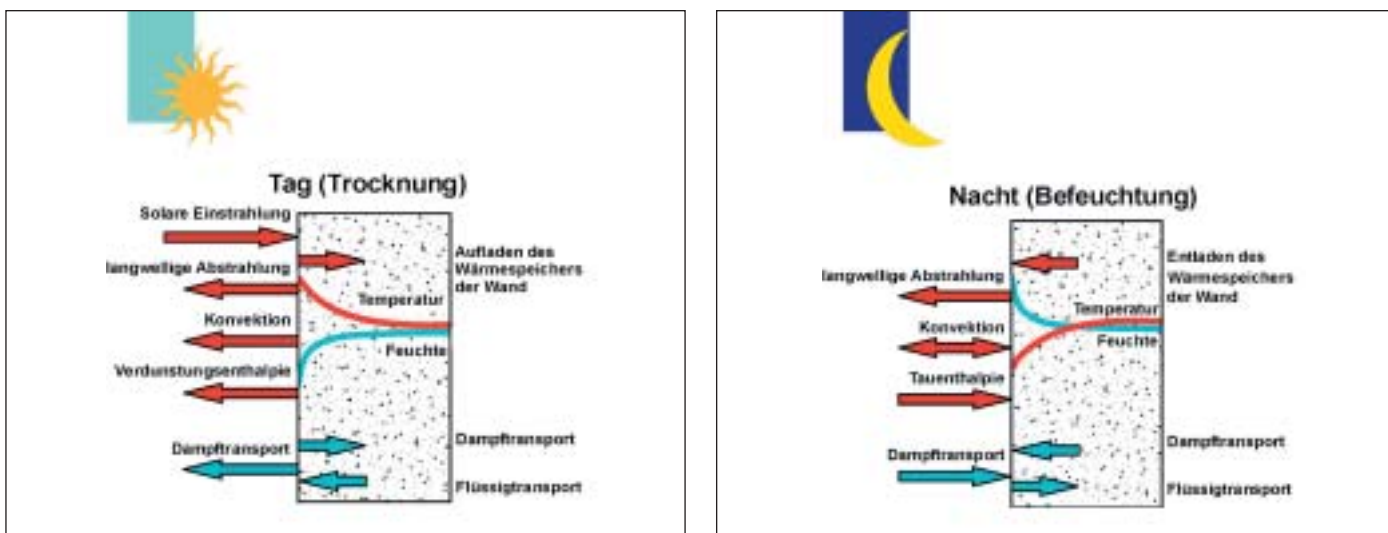 Tag (Trocknung)
Solare Einstrahlung
langwellige Abstrahlung
Konvektion
Verdunstungsenthalpie
Dampftransport
Aufladen des
Wärmespeichers
der Wand
Temperatur
Feuchte
Dampftransport
Flüssigtransport
Nacht (Befeuchtung)
langwellige Abstrahlung
Konvektion
Tauenthalpie
Dampftransport
Entladen des
Wärmespeichers
der Wand
Temperatur
Feuchte
Dampftransport
Flüssigtransport